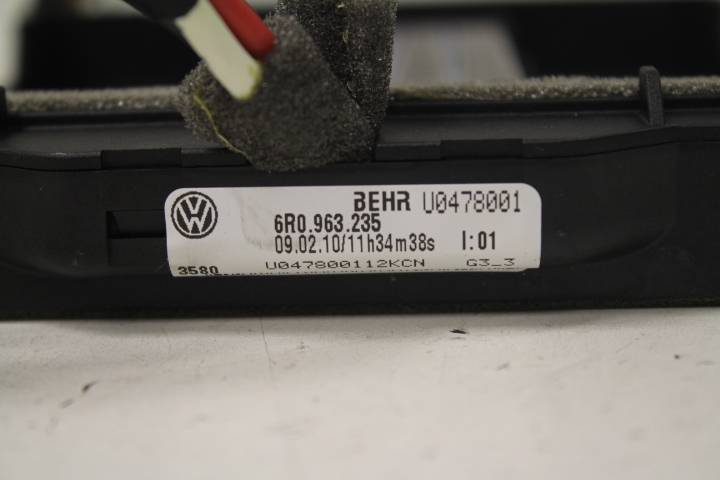 BEHR U0478001
6R0.963.235
09.02.10/11h34m38s I:01
3580 U047800112KCN G3_3